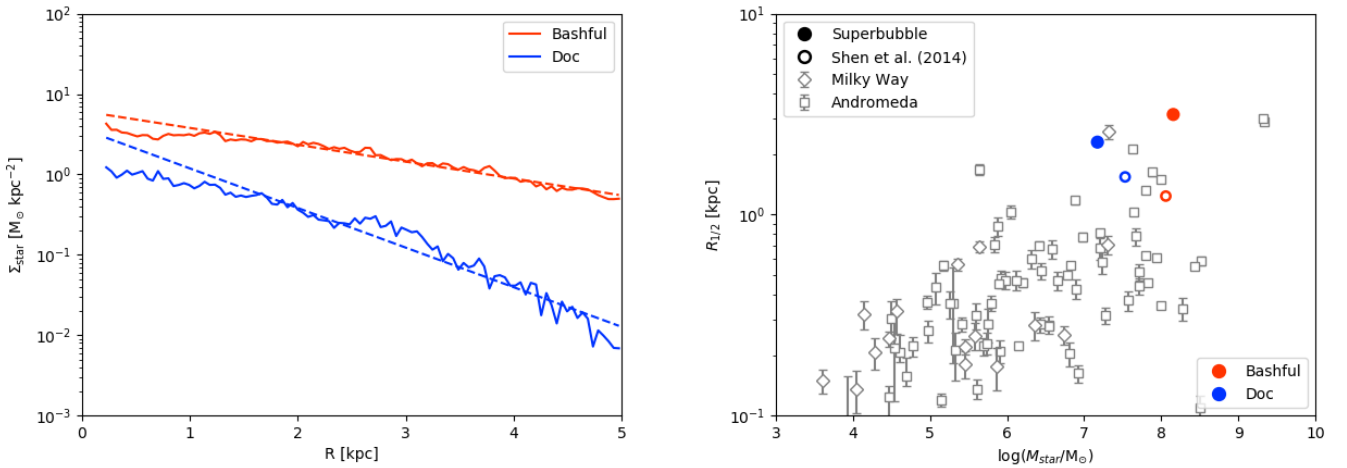 10²
10¹
10⁰
10⁻¹
10⁻²
10⁻³
Σstar [M⊙ kpc⁻²]
Bashful
Doc
0 1 2 3 4 5
R [kpc]
10¹
10⁰
10⁻¹
R1/2 [kpc]
Superbubble
Shen et al. (2014)
Milky Way
Andromeda
Bashful
Doc
3 4 5 6 7 8 9 10
log(Mstar/M⊙)